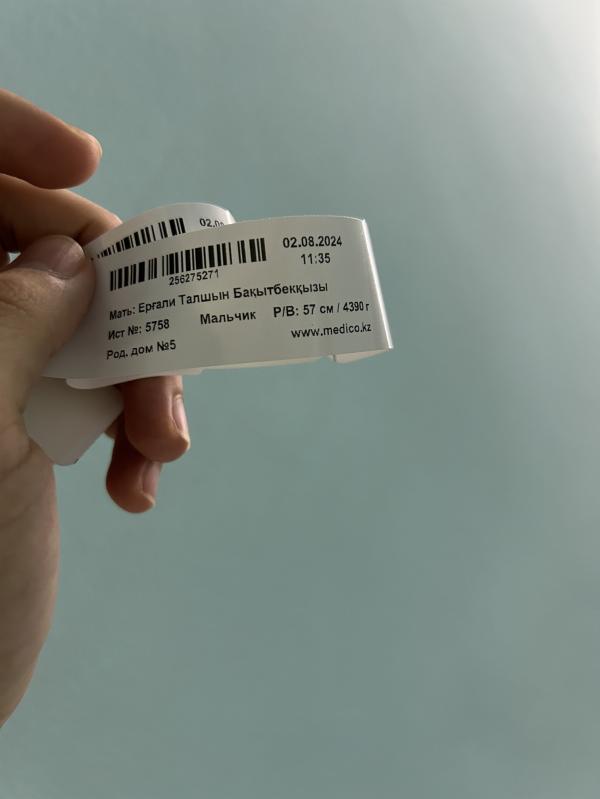 02.08.2024
11:35
256275271
Мать: Ерғали Талшын Бақытбекқызы
Ист №: 5758 Мальчик Р/В: 57 см / 4390 г
Род. дом №5 www.medico.kz